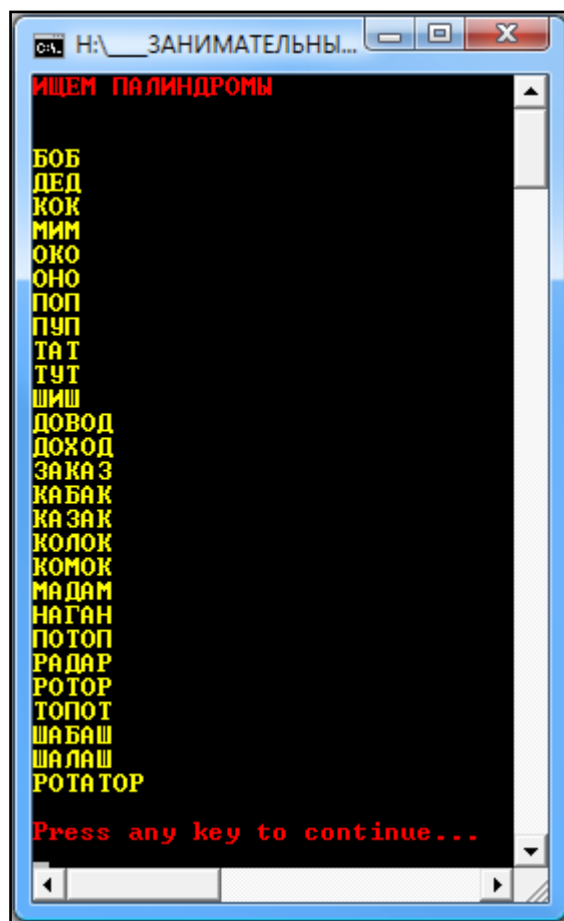 H:\___ЗАНИМАТЕЛЬНЫ...
ИЩЕМ ПАЛИНДРОМЫ
БОБ
ДЕД
КОК
МИМ
ОКО
ОНО
ПОП
ПУП
ТАТ
ТУТ
ШИШ
ДОВОД
ДОХОД
ЗАКАЗ
КАБАК
КАЗАК
КОЛОК
КОМОК
МАДАМ
НАГАН
ПОТОП
РАДАР
РОТОР
ТОПОТ
ШАБАШ
ШАЛАШ
РОТАТОР
Press any key to continue...